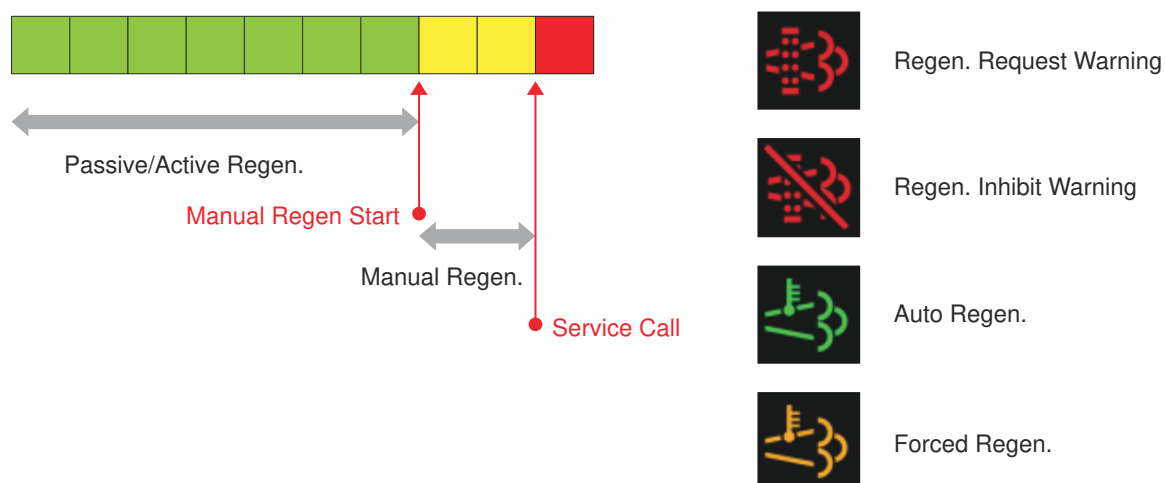 Passive/Active Regen.
Manual Regen Start
Manual Regen.
Service Call
Regen. Request Warning
Regen. Inhibit Warning
Auto Regen.
Forced Regen.